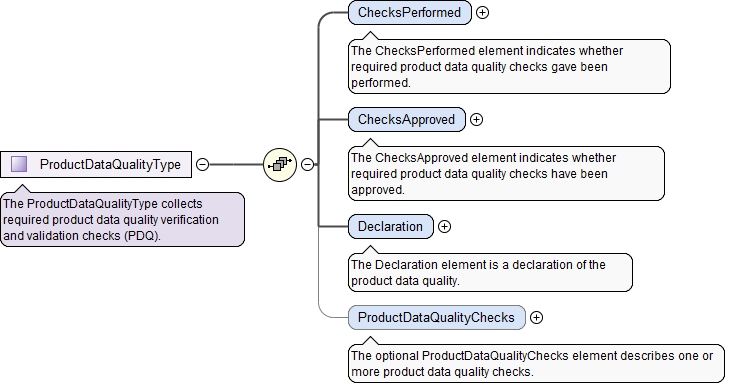 ChecksPerformed
The ChecksPerformed element indicates whether
required product data quality checks gave been
performed.
ChecksApproved
The ChecksApproved element indicates whether
required product data quality checks have been
approved.
ProductDataQualityType
The ProductDataQualityType collects
required product data quality verification
and validation checks (PDQ).
Declaration
The Declaration element is a declaration of the
product data quality.
ProductDataQualityChecks
The optional ProductDataQualityChecks element describes one or
more product data quality checks.